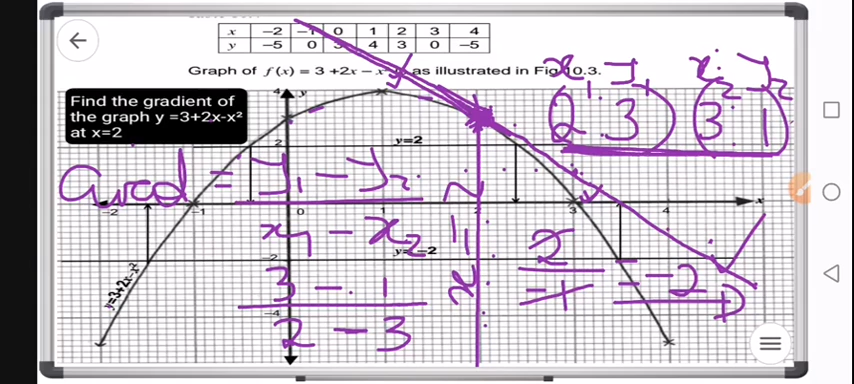 x -2 -1 0 1 2 3 4
y -5 0 3 4 3 0 -5
Graph of f(x) = 3 +2x - x² as illustrated in Fig 10.3.
Find the gradient of
the graph y =3+2x-x²
at x=2
x₁ y₁ x₂ y₂
(2 . 3) (3 . 1)
4 y
y=2
2
Grad = y₁ - y₂
x₁ - x₂
-2 -1 0 1 2 3 4 x
x = 2
y=-2
-2
3 - 1
2 - 3
2
-1
= -2
-4
y=3+2x-x²